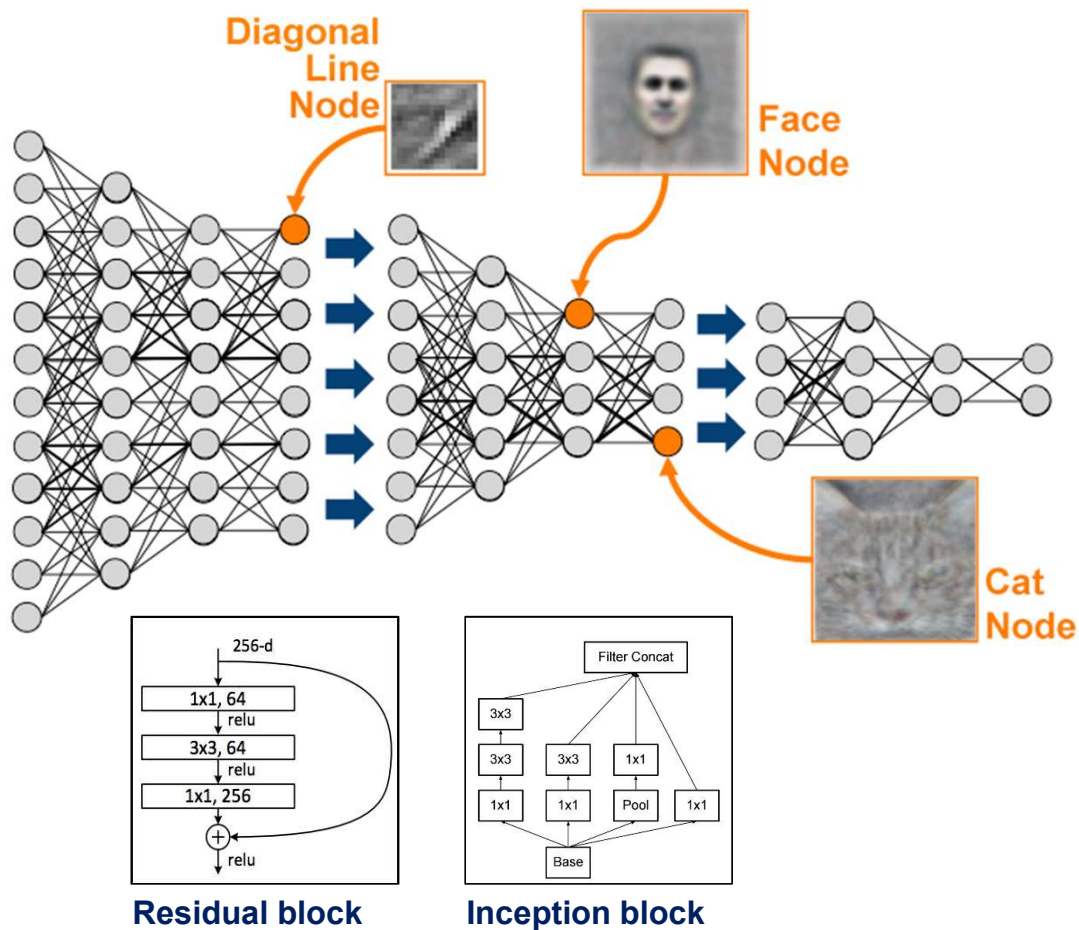 Diagonal
Line
Node
Face
Node
Cat
Node
256-d
1x1, 64
relu
3x3, 64
relu
1x1, 256
+
relu
Residual block
Filter Concat
3x3
3x3 3x3 1x1
1x1 1x1 Pool 1x1
Base
Inception block